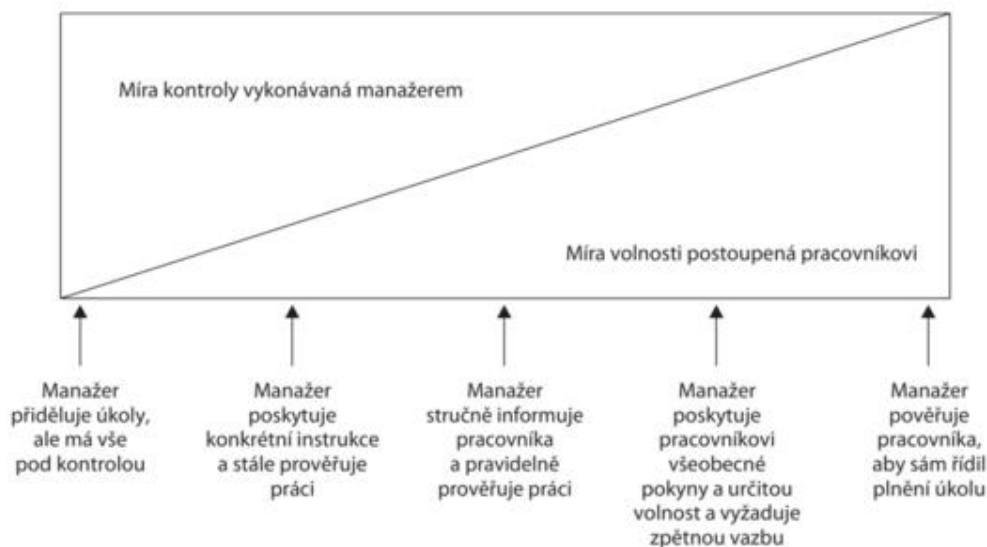 Míra kontroly vykonávaná manažerem
Míra volnosti postoupená pracovníkovi
Manažer
přiděluje úkoly,
ale má vše
pod kontrolou
Manažer
poskytuje
konkrétní instrukce
a stále prověřuje
práci
Manažer
stručně informuje
pracovníka
a pravidelně
prověřuje práci
Manažer
poskytuje
pracovníkovi
všeobecné
pokyny a určitou
volnost a vyžaduje
zpětnou vazbu
Manažer
pověřuje
pracovníka,
aby sám řídil
plnění úkolu